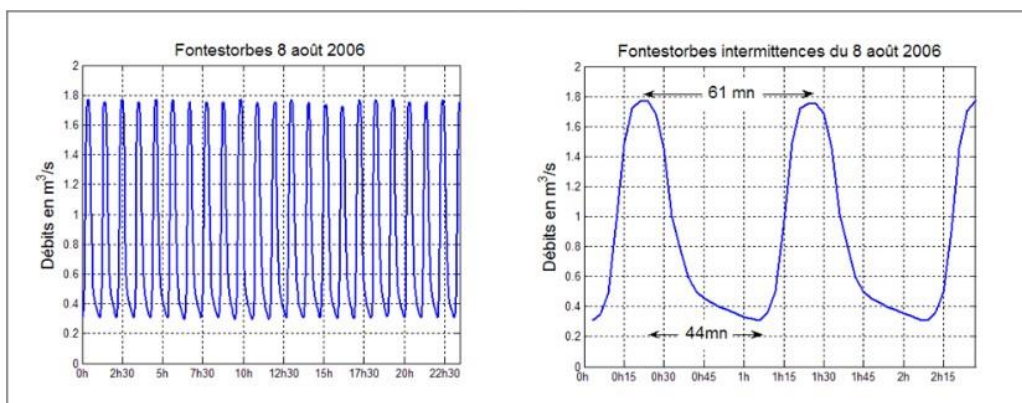 Fontestorbes 8 août 2006
Débits en m³/s
2
1.8
1.6
1.4
1.2
1
0.8
0.6
0.4
0.2
0
0h 2h30 5h 7h30 10h 12h30 15h 17h30 20h 22h30
Fontestorbes intermittences du 8 août 2006
Débits en m³/s
2
1.8
1.6
1.4
1.2
1
0.8
0.6
0.4
0.2
0
61 mn
44mn
0h 0h15 0h30 0h45 1h 1h15 1h30 1h45 2h 2h15